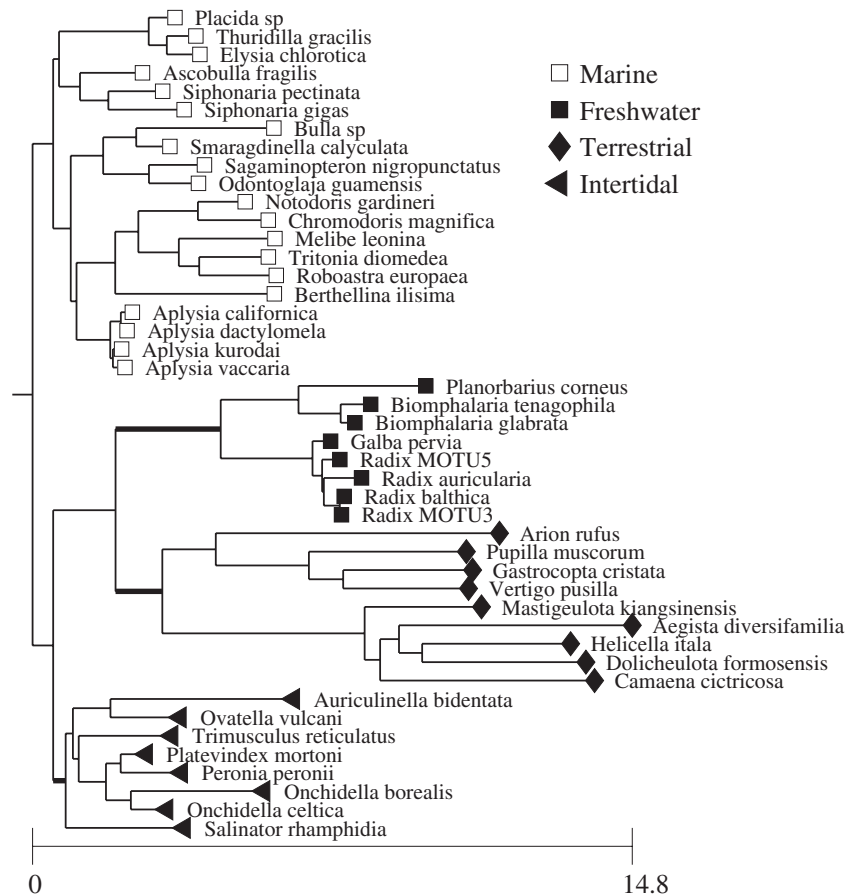 Placida sp
Thuridilla gracilis
Elysia chlorotica
Ascobulla fragilis
Siphonaria pectinata
Siphonaria gigas
Bulla sp
Smaragdinella calyculata
Sagaminopteron nigropunctatus
Odontoglaja guamensis
Notodoris gardineri
Chromodoris magnifica
Melibe leonina
Tritonia diomedea
Roboastra europaea
Berthellina ilisima
Aplysia californica
Aplysia dactylomela
Aplysia kurodai
Aplysia vaccaria
Planorbarius corneus
Biomphalaria tenagophila
Biomphalaria glabrata
Galba pervia
Radix MOTU5
Radix auricularia
Radix balthica
Radix MOTU3
Arion rufus
Pupilla muscorum
Gastrocopta cristata
Vertigo pusilla
Mastigeulota kiangsinensis
Aegista diversifamilia
Helicella itala
Dolicheulota formosensis
Camaena cictricosa
Auriculinella bidentata
Ovatella vulcani
Trimusculus reticulatus
Platevindex mortoni
Peronia peronii
Onchidella borealis
Onchidella celtica
Salinator rhamphidia
Marine
Freshwater
Terrestrial
Intertidal
0
14.8